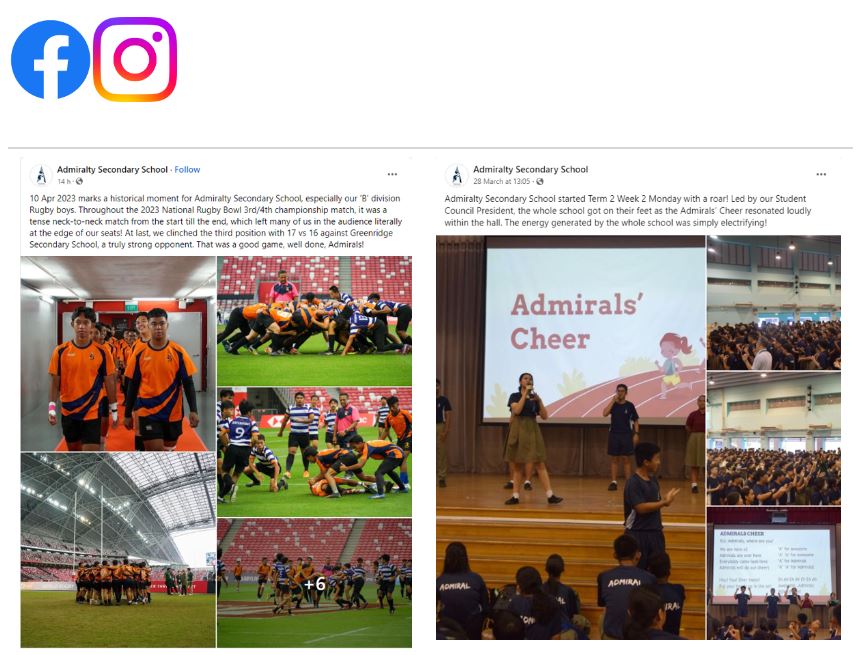 Admiralty Secondary School · Follow
14 h ·
10 Apr 2023 marks a historical moment for Admiralty Secondary School, especially our 'B' division
Rugby boys. Throughout the 2023 National Rugby Bowl 3rd/4th championship match, it was a
tense neck-to-neck match from the start till the end, which left many of us in the audience literally
at the edge of our seats! At last, we clinched the third position with 17 vs 16 against Greenridge
Secondary School, a truly strong opponent. That was a good game, well done, Admirals!
EXIT
9
+6
Admiralty Secondary School
28 March at 13:05 ·
Admiralty Secondary School started Term 2 Week 2 Monday with a roar! Led by our Student
Council President, the whole school got on their feet as the Admirals' Cheer resonated loudly
within the hall. The energy generated by the whole school was simply electrifying!
Admirals'
Cheer
ADMIRAL
ADMIRAL
ADMIRALS CHEER